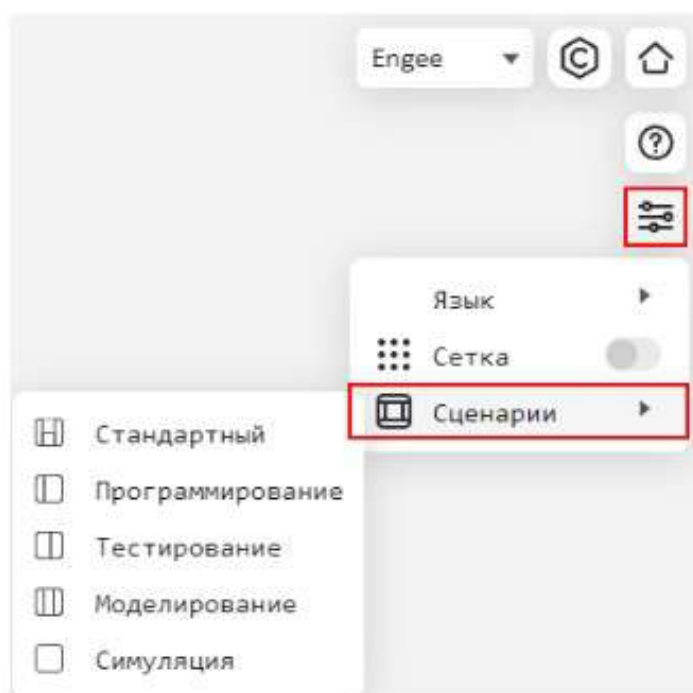 Engee
Язык
Сетка
Сценарии
Стандартный
Программирование
Тестирование
Моделирование
Симуляция